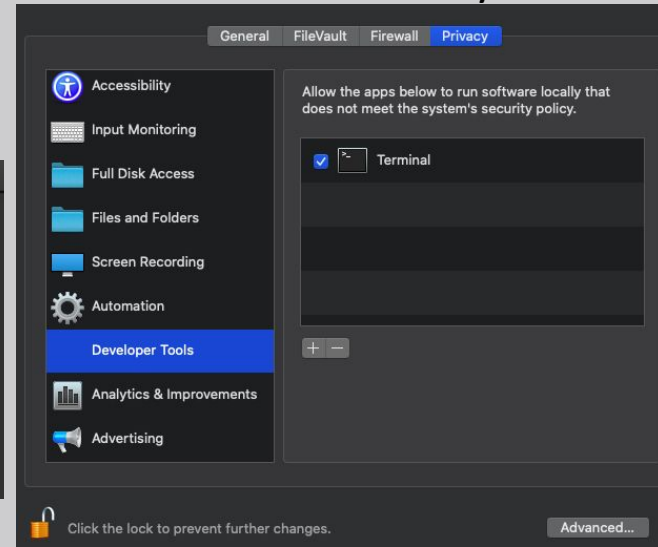 General FileVault Firewall Privacy
Accessibility
Input Monitoring
Full Disk Access
Files and Folders
Screen Recording
Automation
Developer Tools
Analytics & Improvements
Advertising
Allow the apps below to run software locally that
does not meet the system's security policy.
Terminal
+ −
Click the lock to prevent further changes.
Advanced...